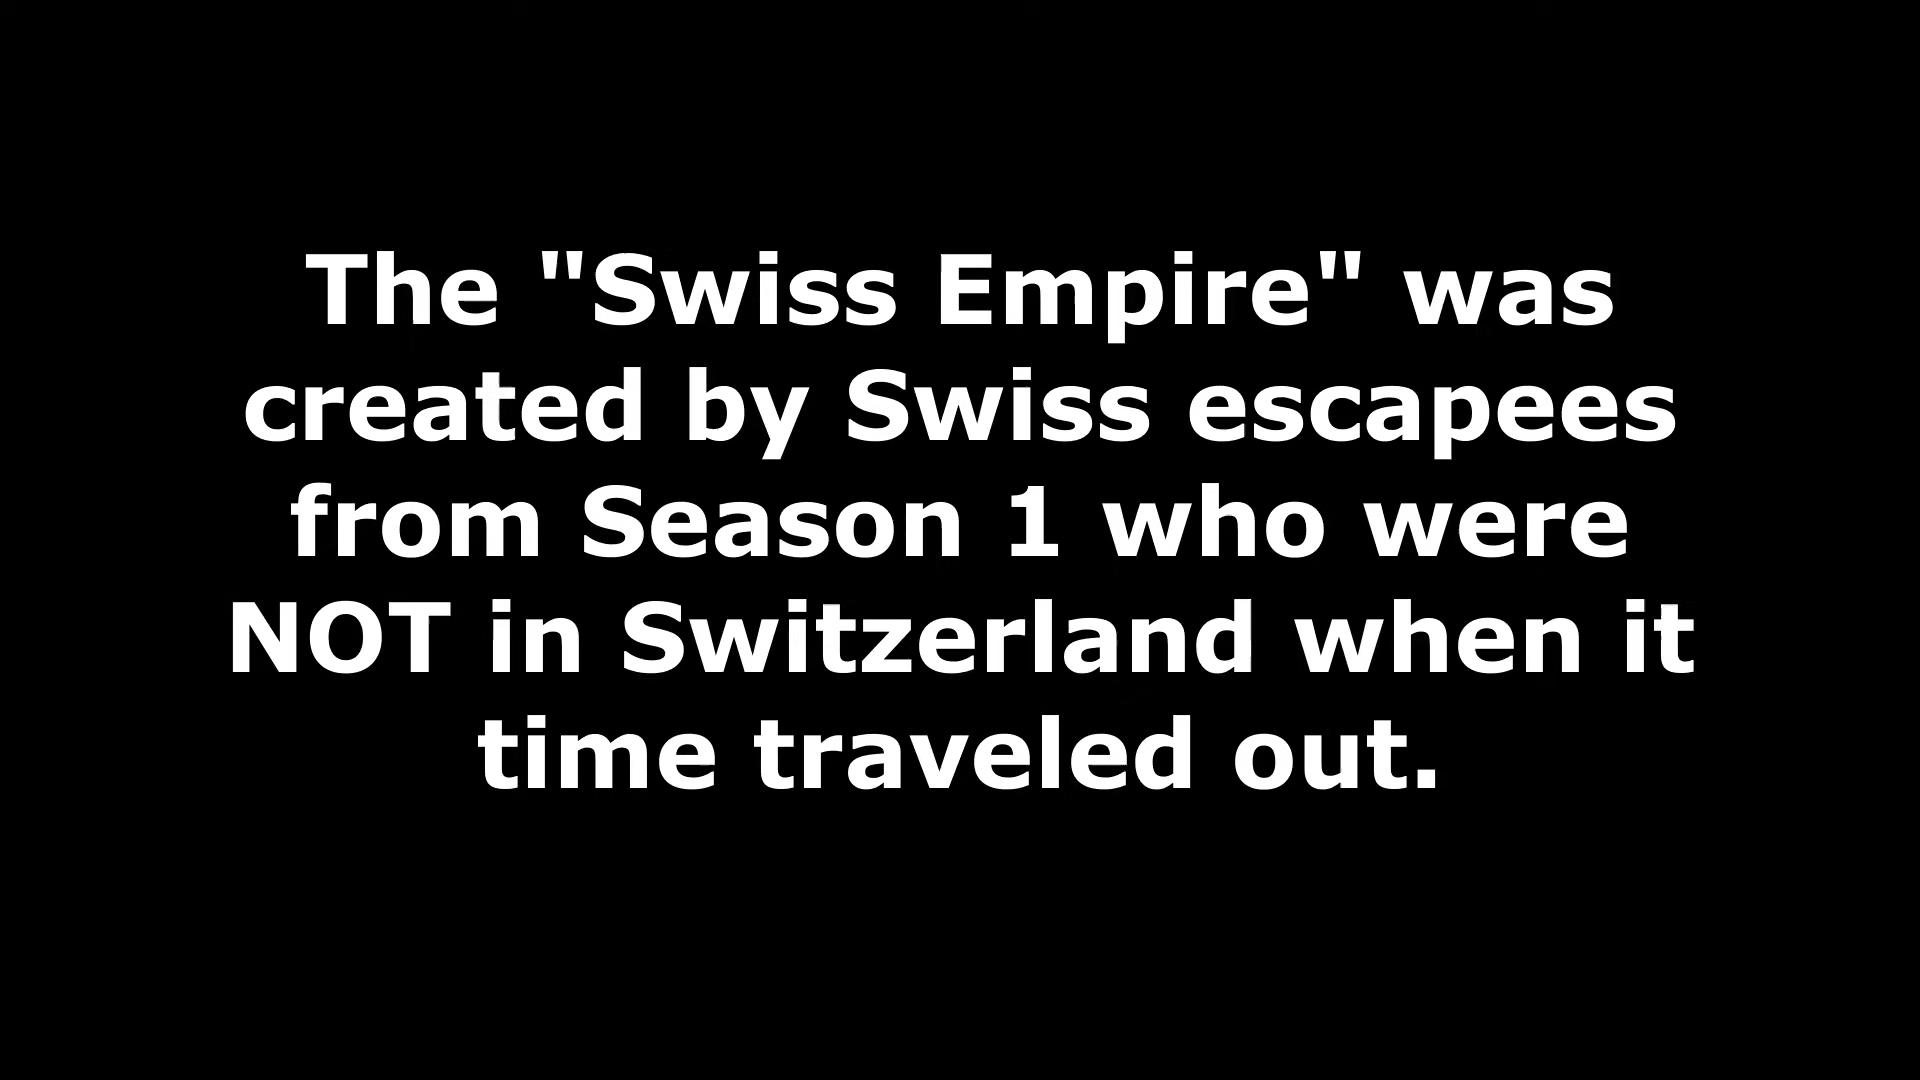 The "Swiss Empire" was
created by Swiss escapees
from Season 1 who were
NOT in Switzerland when it
time traveled out.